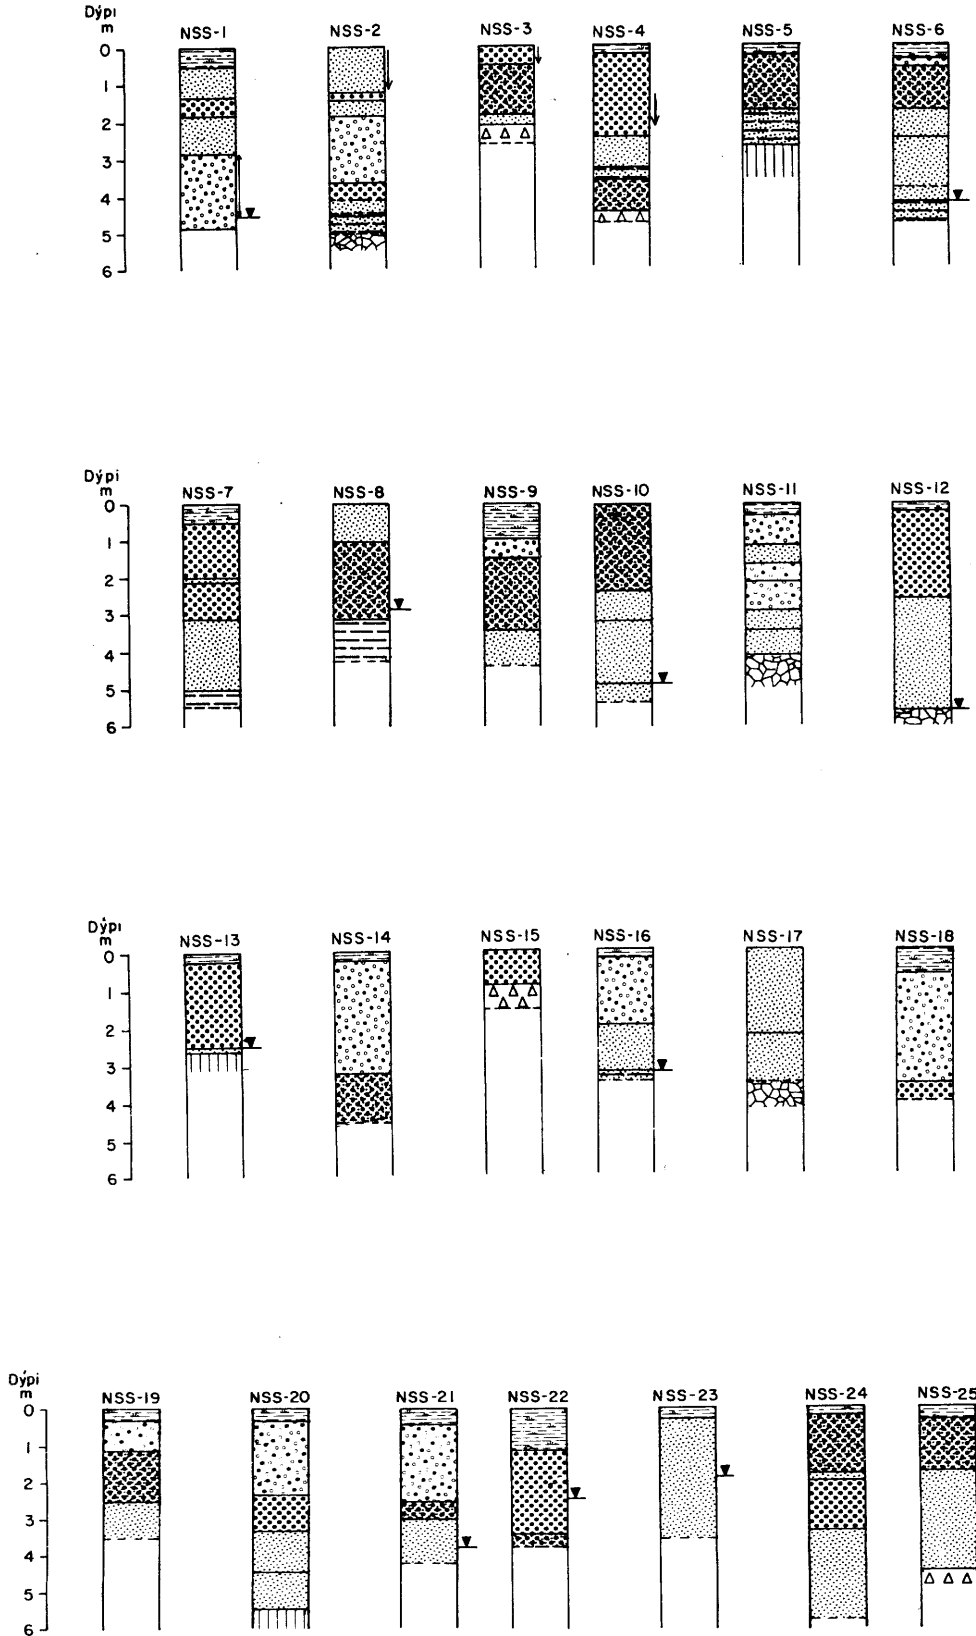 Dýpi
m
NSS-1 NSS-2 NSS-3 NSS-4 NSS-5 NSS-6
0
1
2
3
4
5
6
Dýpi
m
NSS-7 NSS-8 NSS-9 NSS-10 NSS-11 NSS-12
0
1
2
3
4
5
6
Dýpi
m
NSS-13 NSS-14 NSS-15 NSS-16 NSS-17 NSS-18
0
1
2
3
4
5
6
Dýpi
m
NSS-19 NSS-20 NSS-21 NSS-22 NSS-23 NSS-24 NSS-25
0
1
2
3
4
5
6